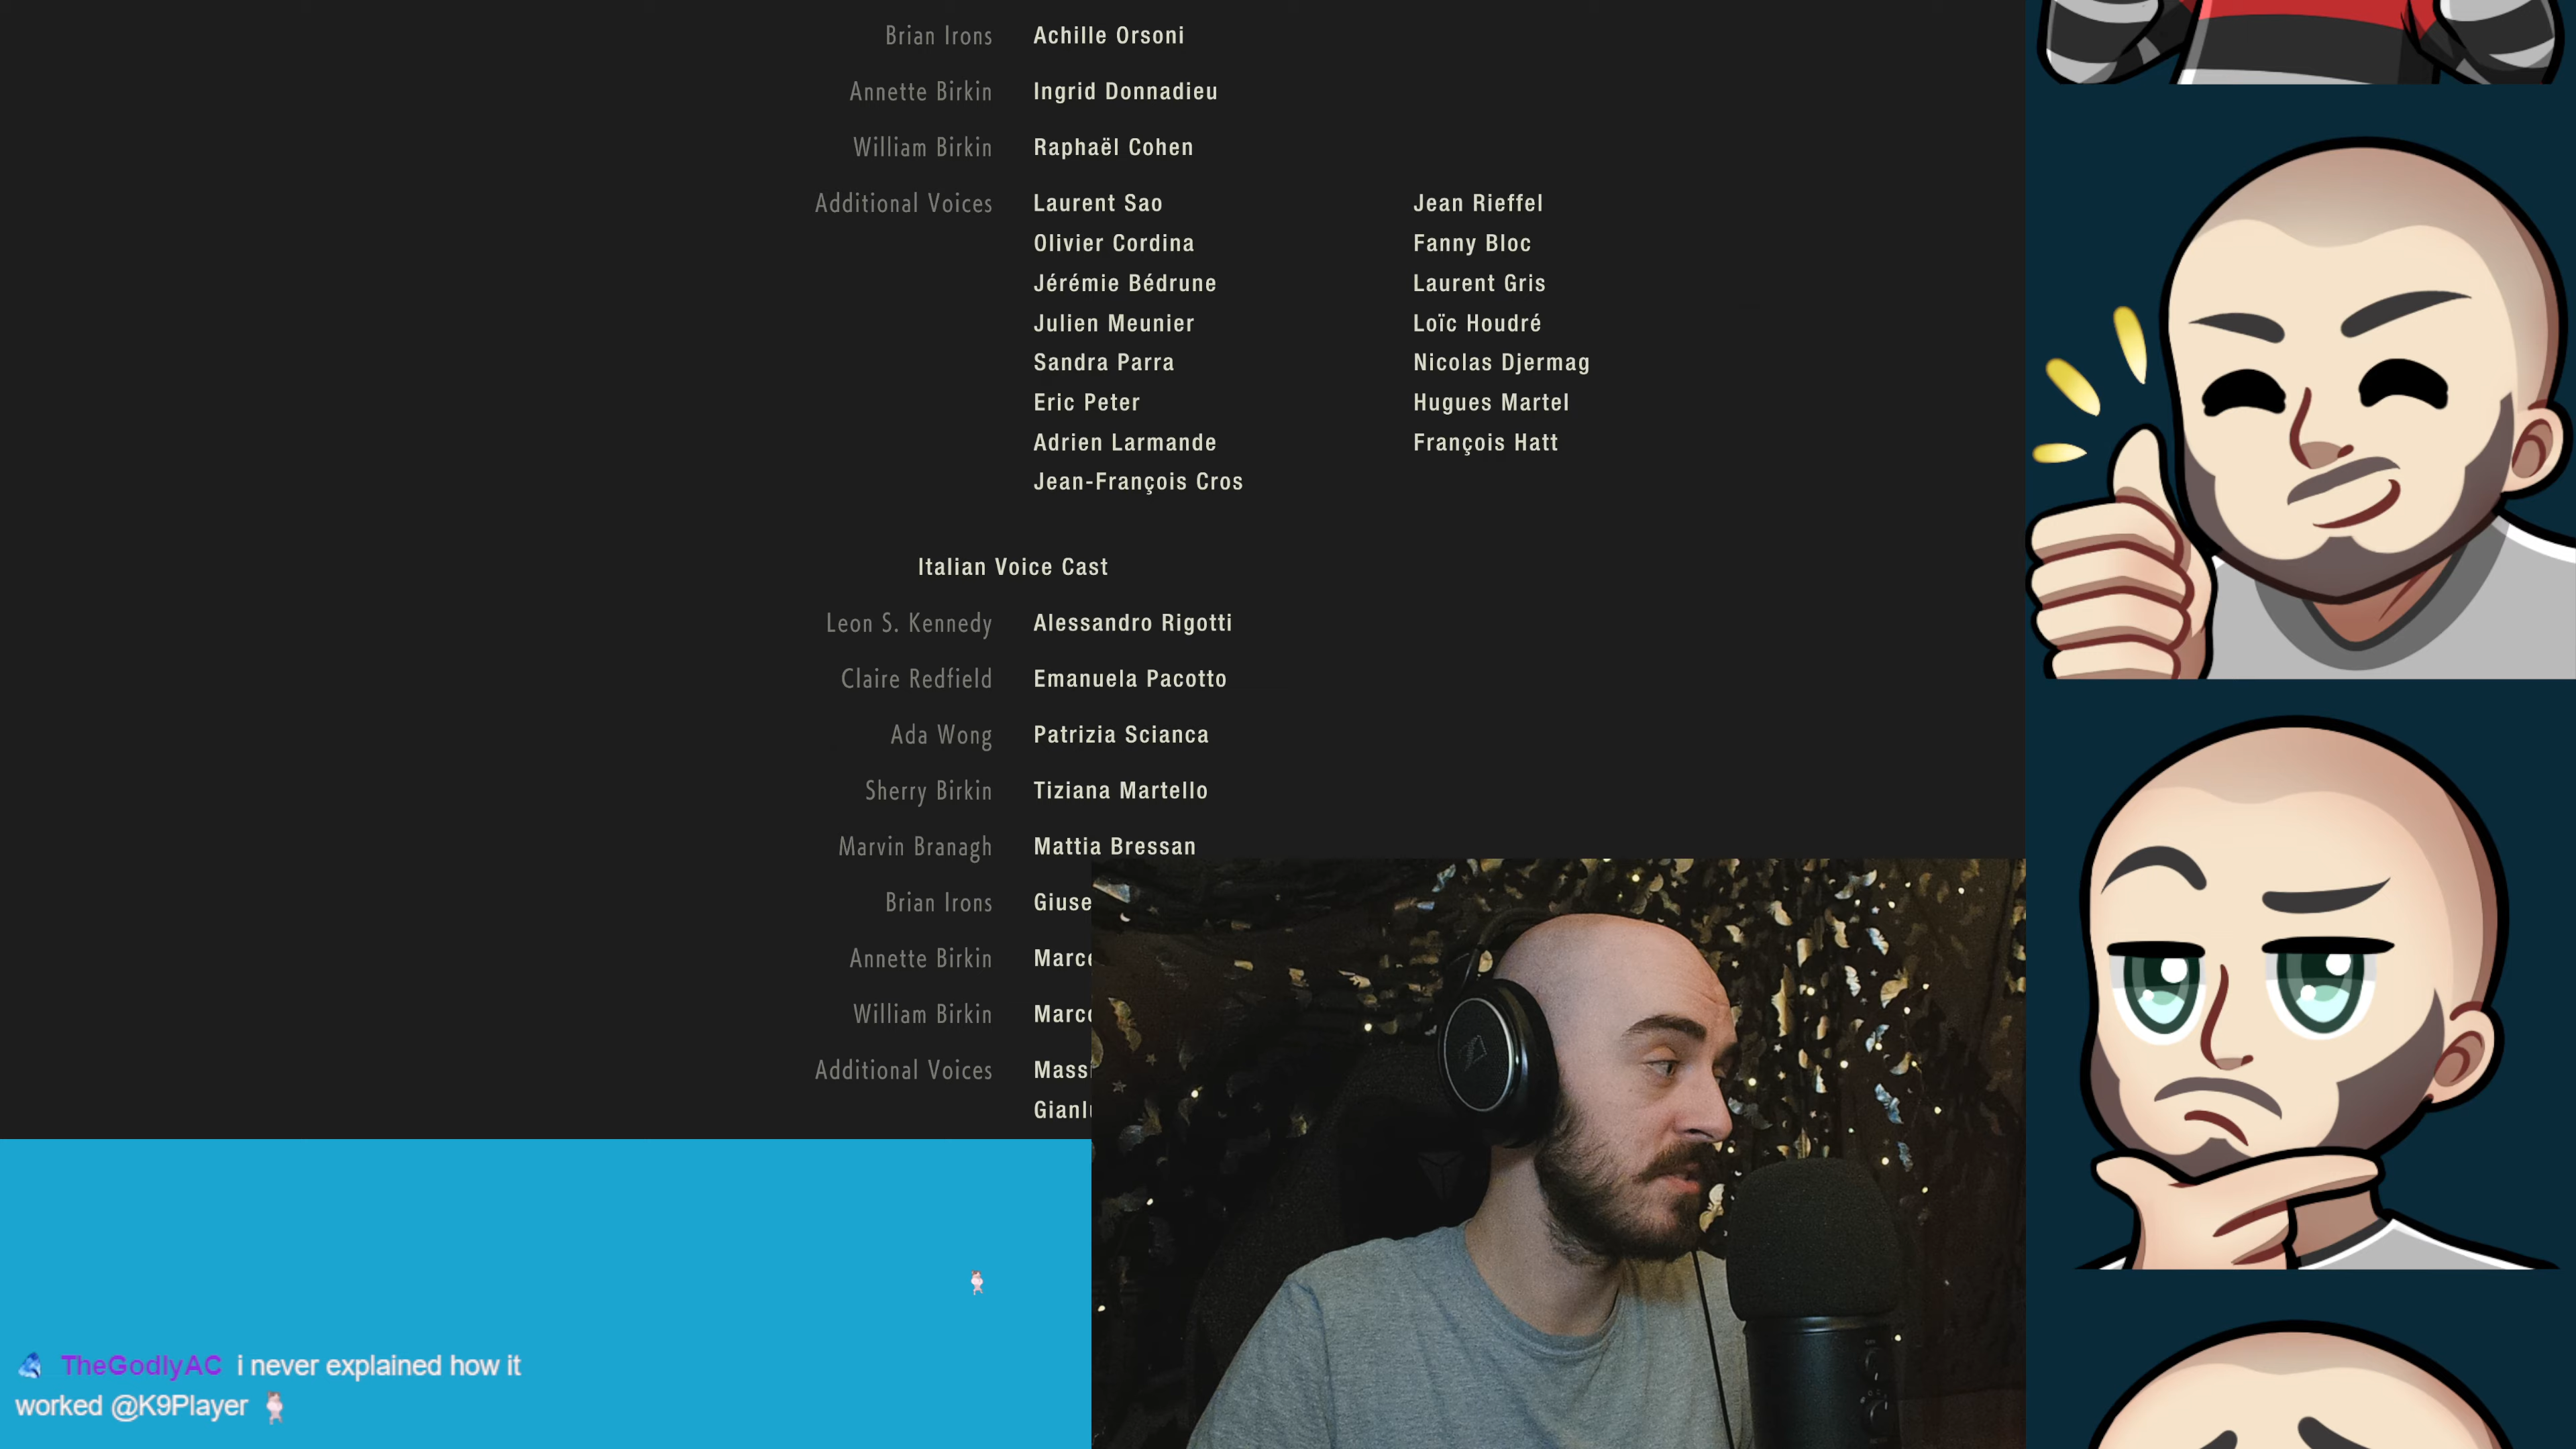 Brian Irons Achille Orsoni
Annette Birkin Ingrid Donnadieu
William Birkin Raphaël Cohen
Additional Voices Laurent Sao Jean Rieffel
Olivier Cordina Fanny Bloc
Jérémie Bédrune Laurent Gris
Julien Meunier Loïc Houdré
Sandra Parra Nicolas Djermag
Eric Peter Hugues Martel
Adrien Larmande François Hatt
Jean-François Cros
Italian Voice Cast
Leon S. Kennedy Alessandro Rigotti
Claire Redfield Emanuela Pacotto
Ada Wong Patrizia Scianca
Sherry Birkin Tiziana Martello
Marvin Branagh Mattia Bressan
Brian Irons
Annette Birkin
William Birkin
Additional Voices
TheGodlyAC i never explained how it
worked @K9Player